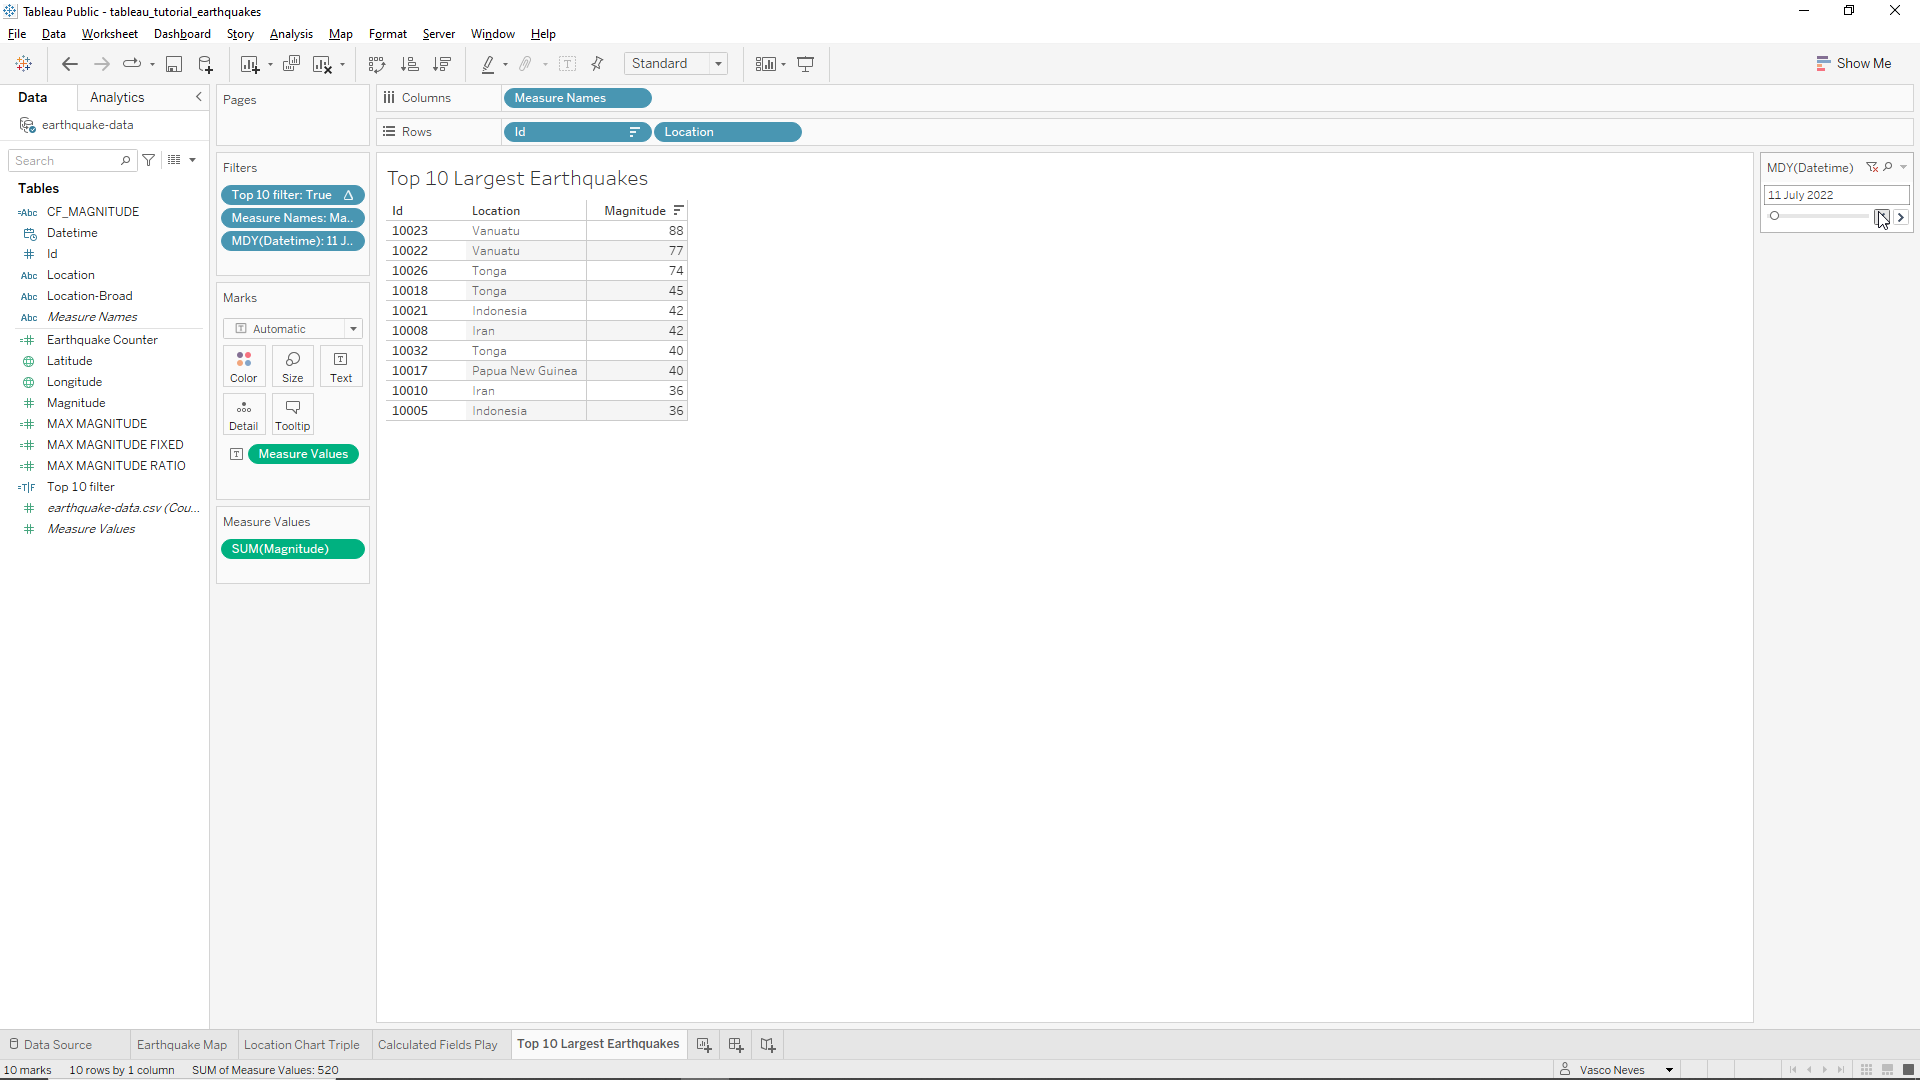 Tableau Public - tableau_tutorial_earthquakes
File Data Worksheet Dashboard Story Analysis Map Format Server Window Help
Standard
Show Me
Data Analytics
earthquake-data
Search
Tables
=Abc CF_MAGNITUDE
Datetime
Id
Abc Location
Abc Location-Broad
Abc Measure Names
Earthquake Counter
Latitude
Longitude
Magnitude
MAX MAGNITUDE
MAX MAGNITUDE FIXED
MAX MAGNITUDE RATIO
=T|F Top 10 filter
earthquake-data.csv (Cou...
Measure Values
Pages
Filters
Top 10 filter: True
Measure Names: Ma..
MDY(Datetime): 11 J..
Marks
Automatic
Color Size Text
Detail Tooltip
Measure Values
Measure Values
SUM(Magnitude)
Columns Measure Names
Rows Id Location
Top 10 Largest Earthquakes
Id Location Magnitude
10023 Vanuatu 88
10022 Vanuatu 77
10026 Tonga 74
10018 Tonga 45
10021 Indonesia 42
10008 Iran 42
10032 Tonga 40
10017 Papua New Guinea 40
10010 Iran 36
10005 Indonesia 36
MDY(Datetime)
11 July 2022
Data Source Earthquake Map Location Chart Triple Calculated Fields Play Top 10 Largest Earthquakes
10 marks 10 rows by 1 column SUM of Measure Values: 520
Vasco Neves